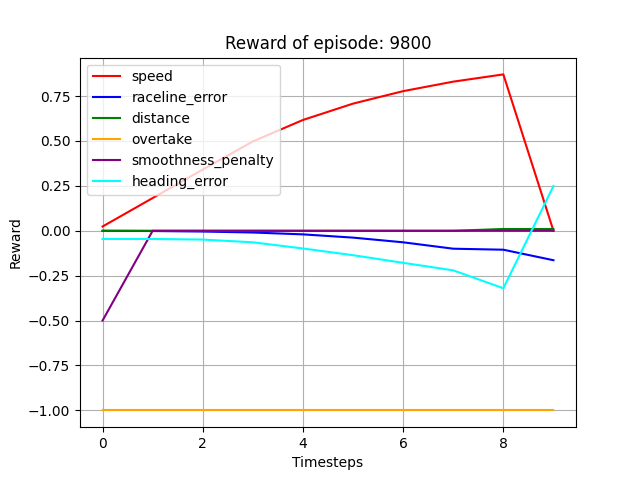 Reward of episode: 9800
speed
raceline_error
distance
overtake
smoothness_penalty
heading_error
0.75
0.50
0.25
0.00
−0.25
−0.50
−0.75
−1.00
Reward
0 2 4 6 8
Timesteps